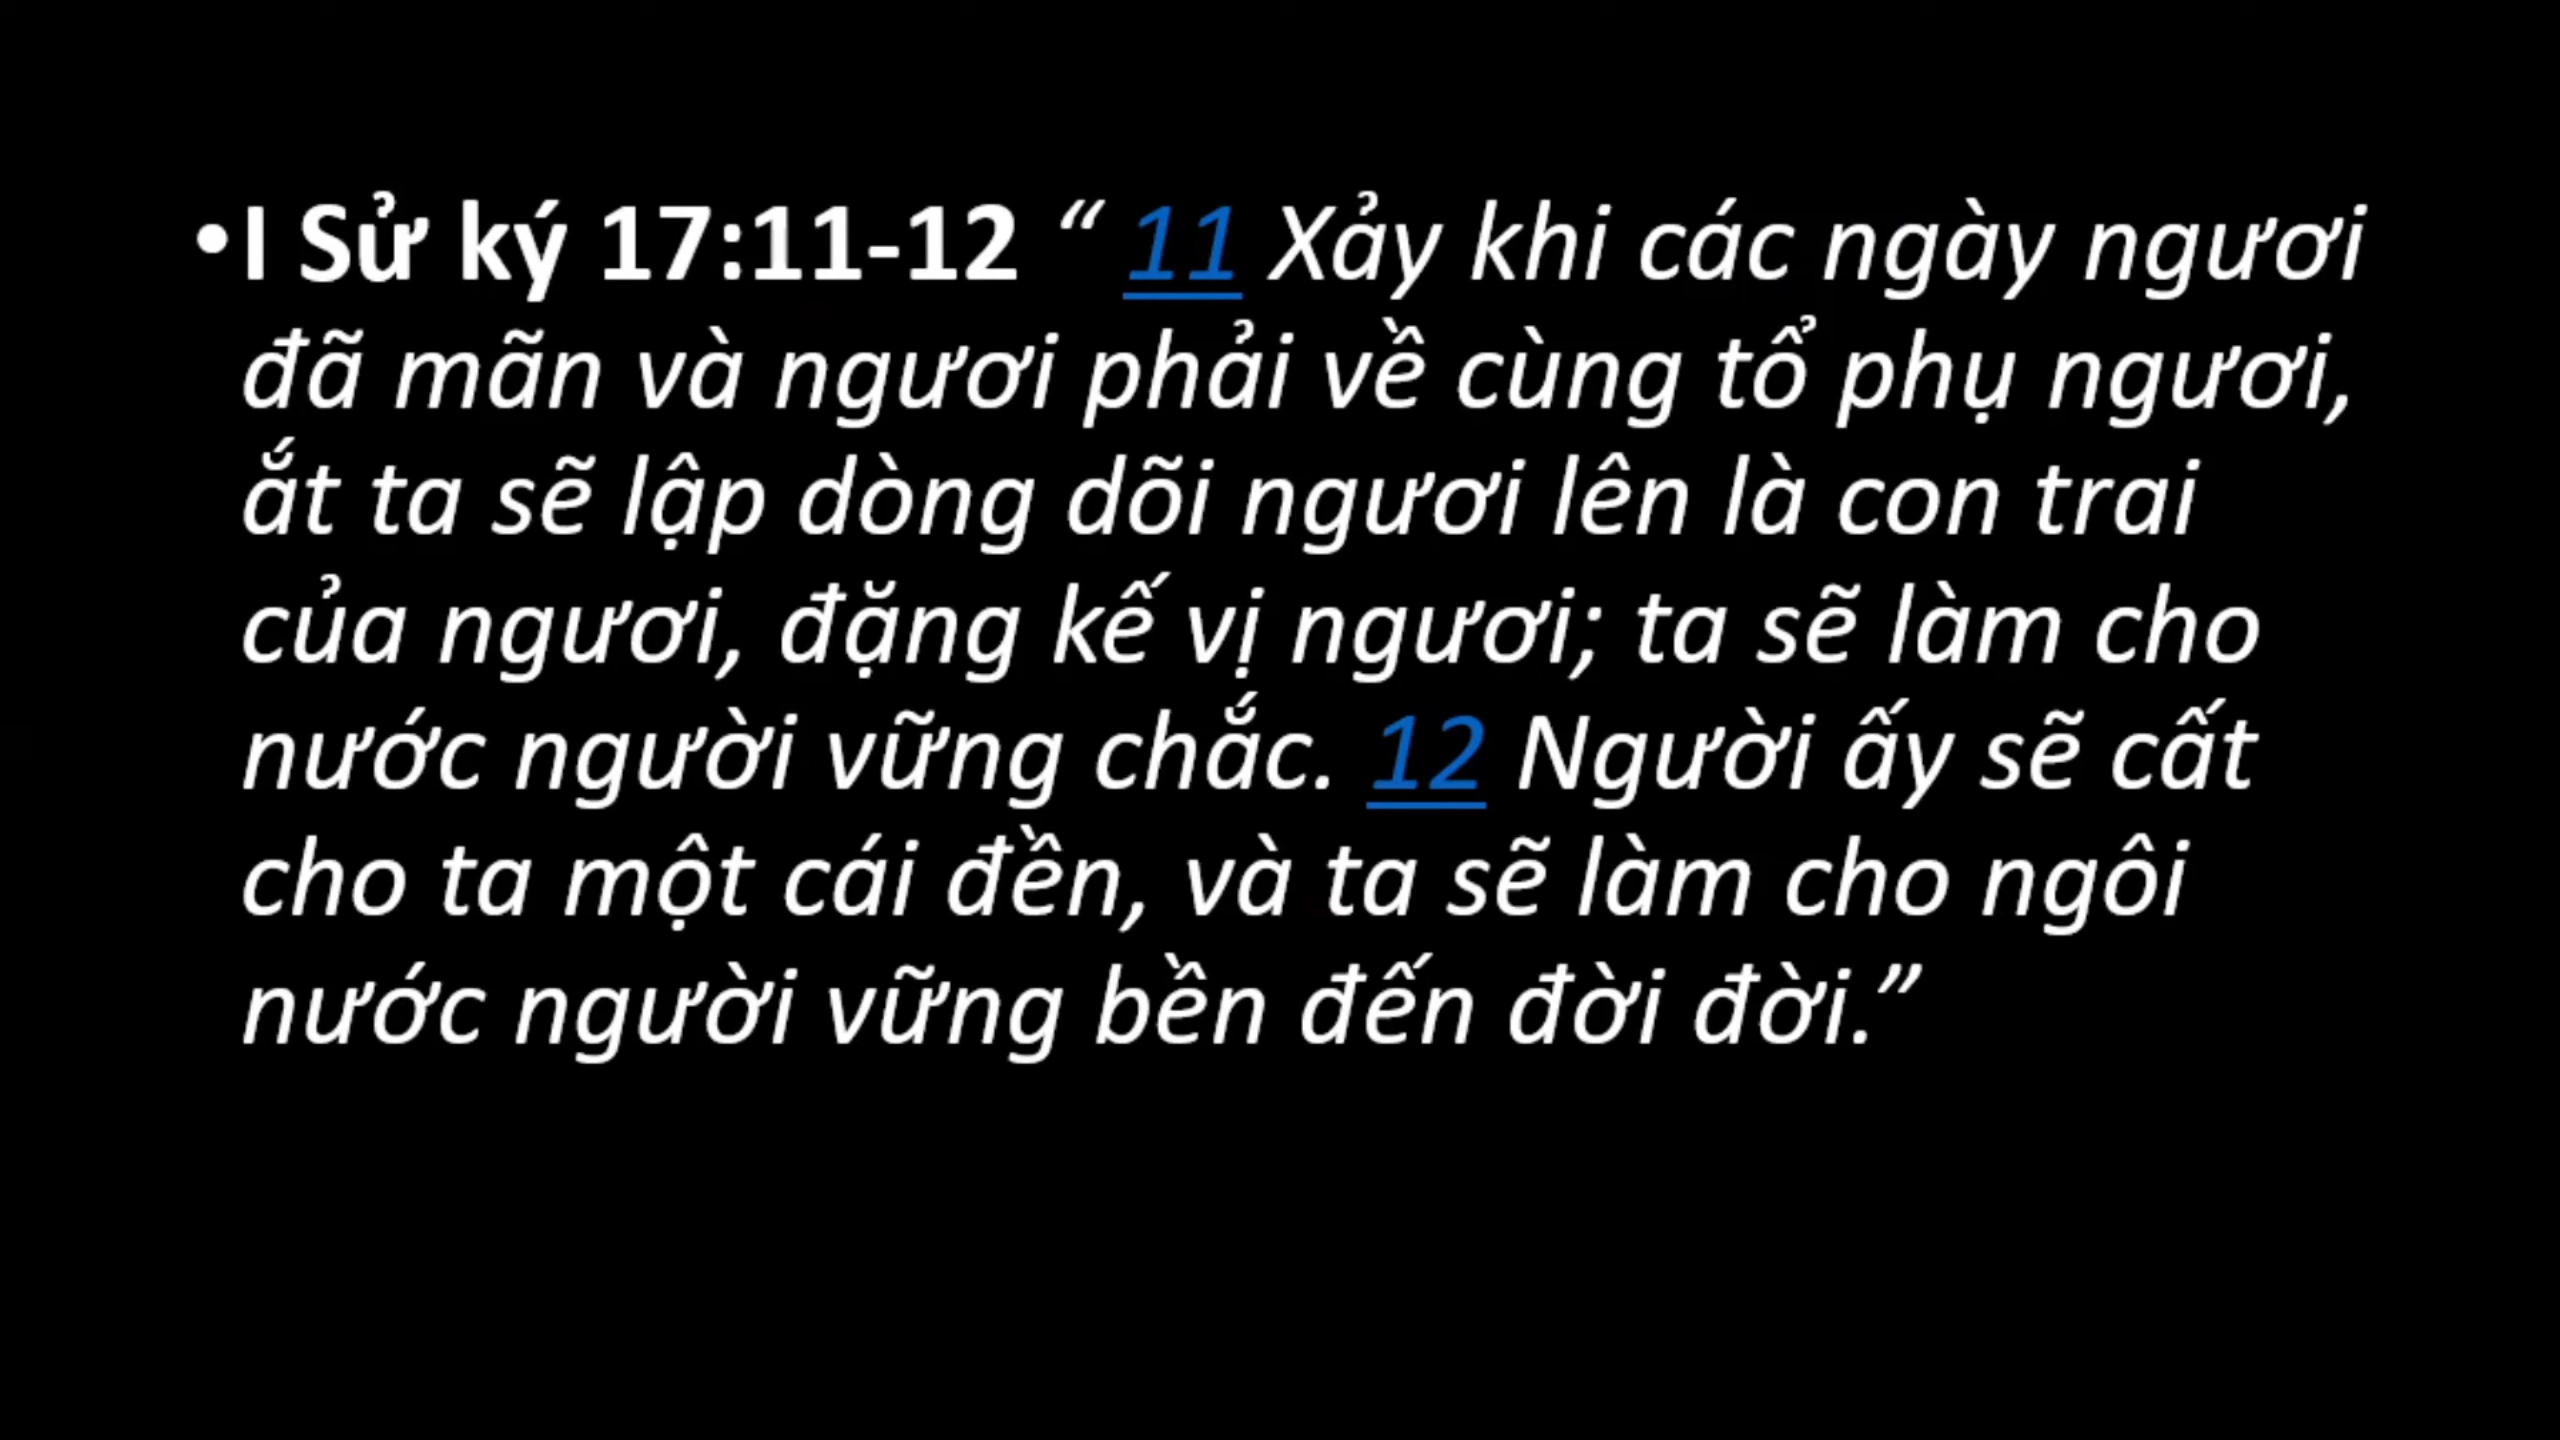 •I Sử ký 17:11-12 “ 11 Xảy khi các ngày ngươi
đã mãn và ngươi phải về cùng tổ phụ ngươi,
ắt ta sẽ lập dòng dõi ngươi lên là con trai
của ngươi, đặng kế vị ngươi; ta sẽ làm cho
nước người vững chắc. 12 Người ấy sẽ cất
cho ta một cái đền, và ta sẽ làm cho ngôi
nước người vững bền đến đời đời.”